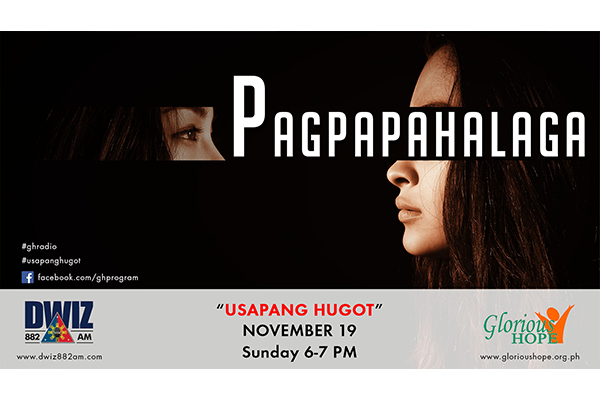 PAGPAPAHALAGA
#ghradio
#usapanghugot
facebook.com/ghprogram
DWIZ
882 AM
www.dwiz882am.com
"USAPANG HUGOT"
NOVEMBER 19
Sunday 6-7 PM
Glorious
HOPE
www.glorioushope.org.ph